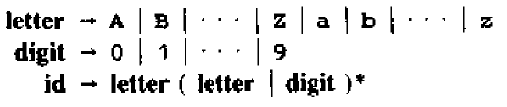 letter → A | B | · · · | Z | a | b | · · · | z
digit → 0 | 1 | · · · | 9
id → letter ( letter | digit )*